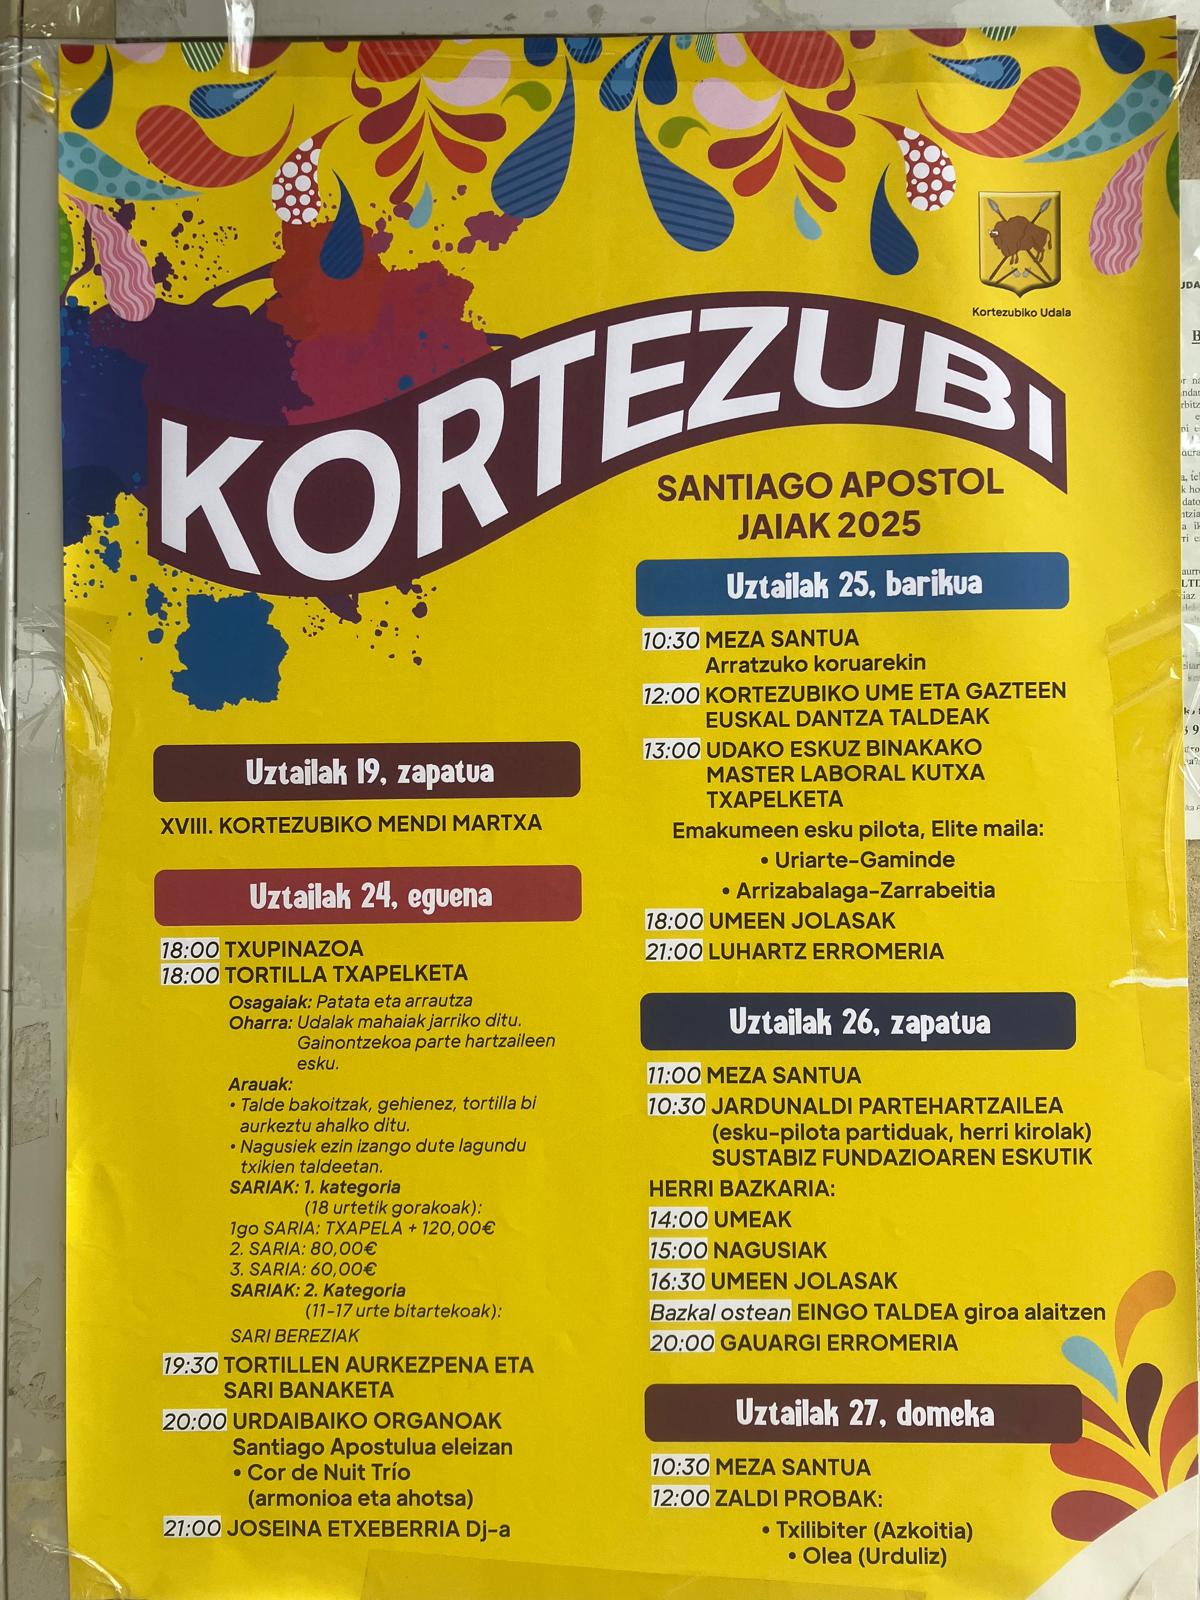 Kortezubiko Udala
KORTEZUBI
SANTIAGO APOSTOL
JAIAK 2025
Uztailak 19, zapatua
XVIII. KORTEZUBIKO MENDI MARTXA
Uztailak 24, eguena
18:00 TXUPINAZOA
18:00 TORTILLA TXAPELKETA
Osagaiak: Patata eta arrautza
Oharra: Udalak mahaiak jarriko ditu.
Gainontzekoa parte hartzaileen
esku.
Arauak:
• Talde bakoitzak, gehienez, tortilla bi
aurkeztu ahalko ditu.
• Nagusiek ezin izango dute lagundu
txikien taldeetan.
SARIAK: 1. kategoria
(18 urtetik gorakoak):
1go SARIA: TXAPELA + 120,00€
2. SARIA: 80,00€
3. SARIA: 60,00€
SARIAK: 2. Kategoria
(11-17 urte bitartekoak):
SARI BEREZIAK
19:30 TORTILLEN AURKEZPENA ETA
SARI BANAKETA
20:00 URDAIBAIKO ORGANOAK
Santiago Apostulua eleizan
• Cor de Nuit Trío
(armonioa eta ahotsa)
21:00 JOSEINA ETXEBERRIA Dj-a
Uztailak 25, barikua
10:30 MEZA SANTUA
Arratzuko koruarekin
12:00 KORTEZUBIKO UME ETA GAZTEEN
EUSKAL DANTZA TALDEAK
13:00 UDAKO ESKUZ BINAKAKO
MASTER LABORAL KUTXA
TXAPELKETA
Emakumeen esku pilota, Elite maila:
• Uriarte-Gaminde
• Arrizabalaga-Zarrabeitia
18:00 UMEEN JOLASAK
21:00 LUHARTZ ERROMERIA
Uztailak 26, zapatua
11:00 MEZA SANTUA
10:30 JARDUNALDI PARTEHARTZAILEA
(esku-pilota partiduak, herri kirolak)
SUSTABIZ FUNDAZIOAREN ESKUTIK
HERRI BAZKARIA:
14:00 UMEAK
15:00 NAGUSIAK
16:30 UMEEN JOLASAK
Bazkal ostean EINGO TALDEA giroa alaitzen
20:00 GAUARGI ERROMERIA
Uztailak 27, domeka
10:30 MEZA SANTUA
12:00 ZALDI PROBAK:
• Txilibiter (Azkoitia)
• Olea (Urduliz)